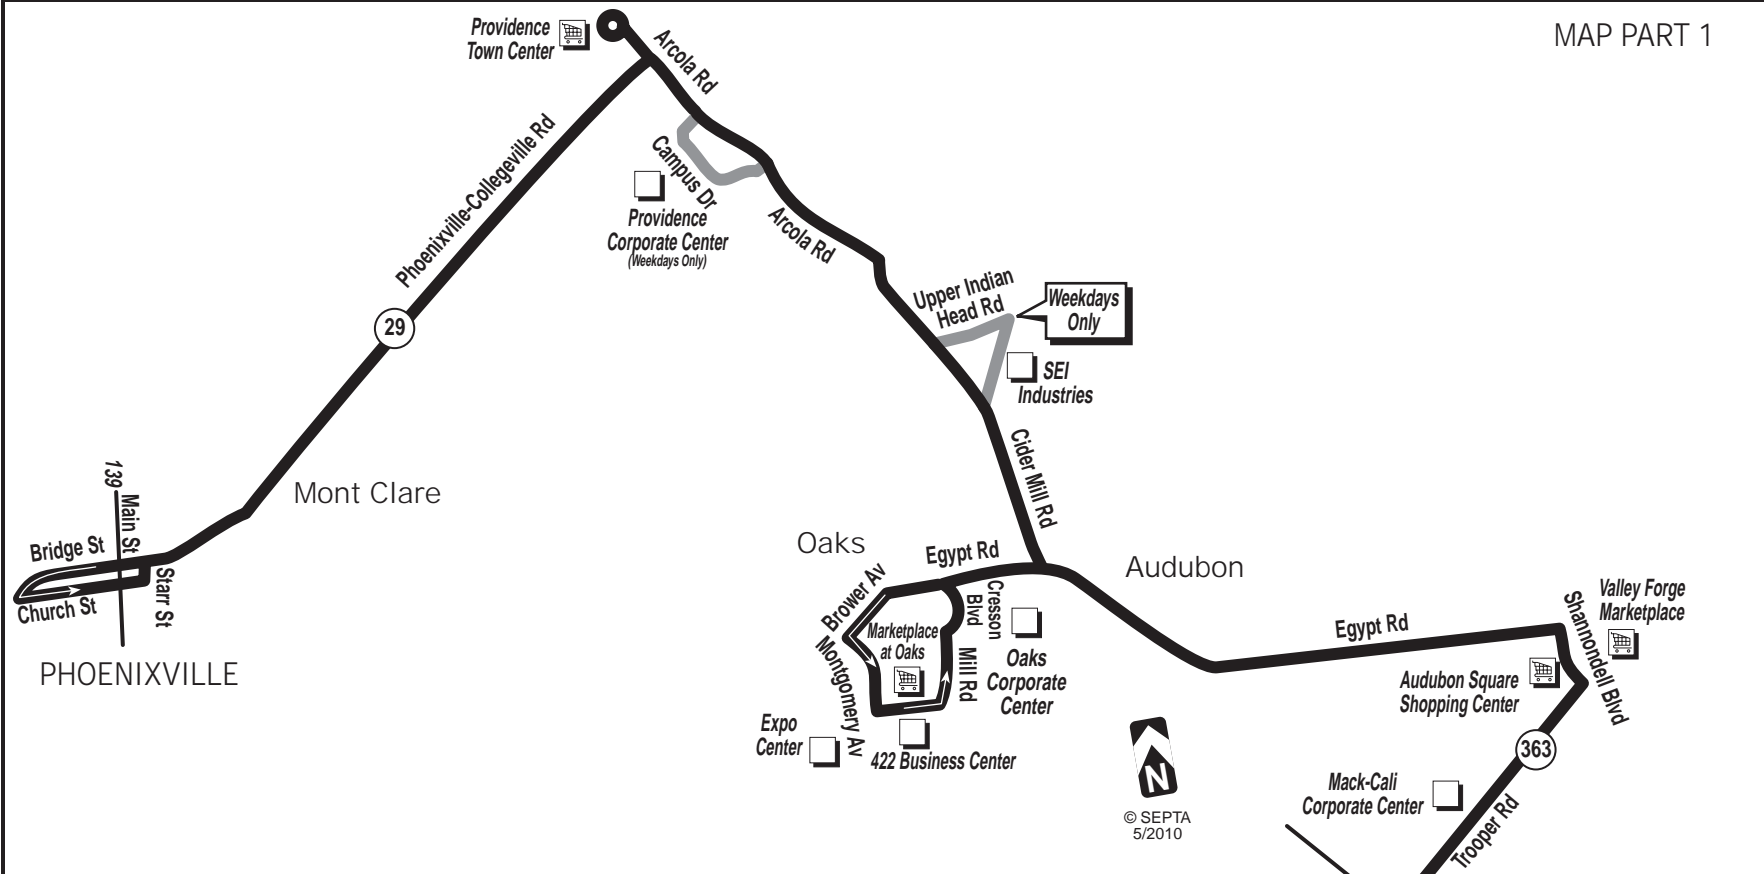 MAP PART 1
Providence
Town Center
Arcola Rd
Phoenixville-Collegeville Rd
Campus Dr
Providence
Corporate Center
(Weekdays Only)
Arcola Rd
Upper Indian
Head Rd
Weekdays
Only
29
SEI
Industries
Cider Mill Rd
139
Main St
Mont Clare
Bridge St
Church St
Starr St
PHOENIXVILLE
Oaks
Egypt Rd
Audubon
Brower Av
Marketplace
at Oaks
Montgomery Av
Cresson
Blvd
Mill Rd
Oaks
Corporate
Center
Expo
Center
422 Business Center
Egypt Rd
Valley Forge
Marketplace
Shannondell Blvd
Audubon Square
Shopping Center
363
Mack-Cali
Corporate Center
Trooper Rd
N
© SEPTA
5/2010